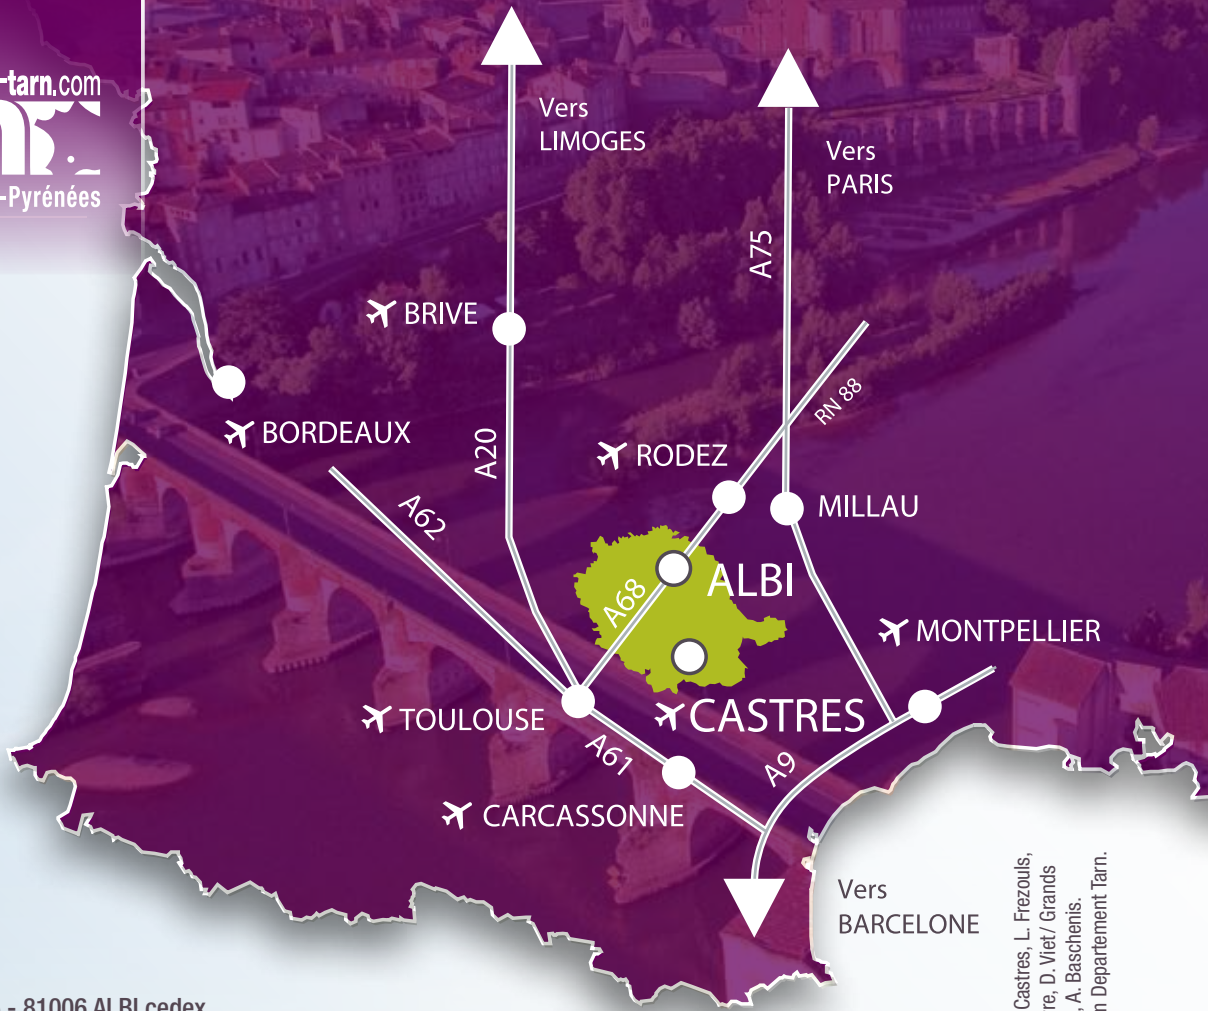 -tarn.com
-Pyrénées
Vers
LIMOGES
Vers
PARIS
A75
BRIVE
RN 88
BORDEAUX
A20
RODEZ
A62
MILLAU
ALBI
A68
MONTPELLIER
TOULOUSE
CASTRES
A61
A9
CARCASSONNE
Vers
BARCELONE
Castres, L. Frezouls,
re, D. Viet/ Grands
, A. Baschenis.
n Departement Tarn.
- 81006 ALBI cedex